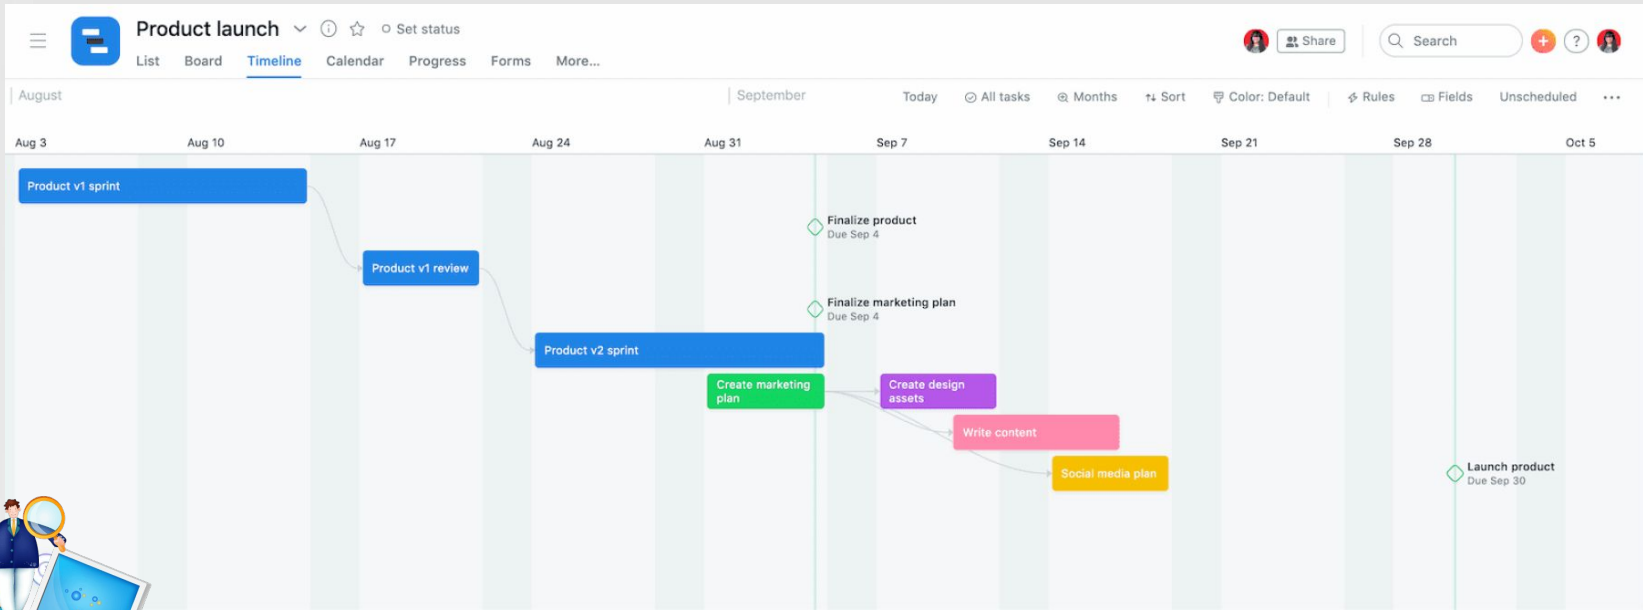 Product launch
Set status
Share
Search
+
?
List Board Timeline Calendar Progress Forms More...
August
September
Today All tasks Months Sort Color: Default Rules Fields Unscheduled ...
Aug 3 Aug 10 Aug 17 Aug 24 Aug 31 Sep 7 Sep 14 Sep 21 Sep 28 Oct 5
Product v1 sprint
Finalize product
Due Sep 4
Product v1 review
Finalize marketing plan
Due Sep 4
Product v2 sprint
Create marketing
plan
Create design
assets
Write content
Social media plan
Launch product
Due Sep 30